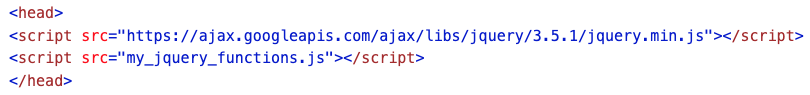 <head>
<script src="https://ajax.googleapis.com/ajax/libs/jquery/3.5.1/jquery.min.js"></script>
<script src="my_jquery_functions.js"></script>
</head>